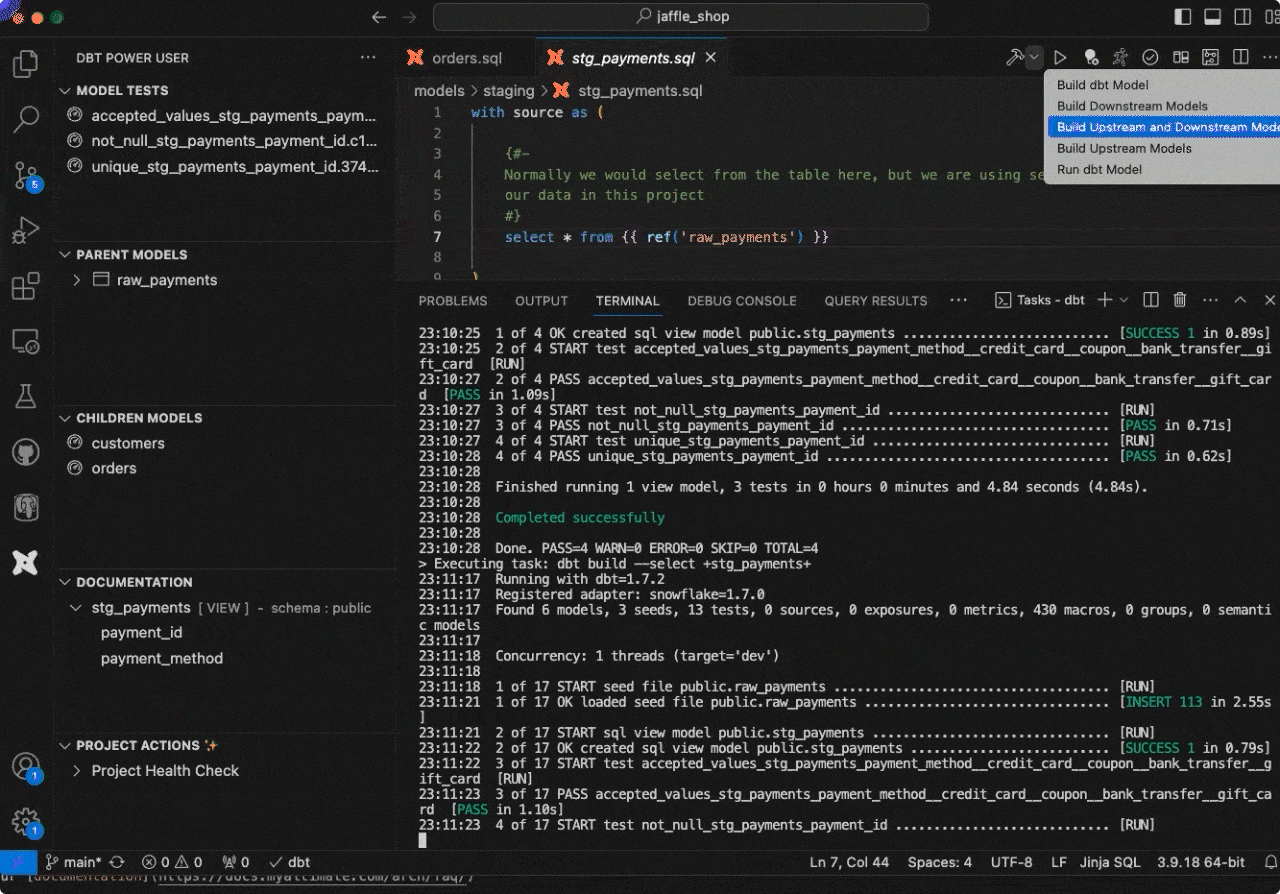 jaffle_shop
DBT POWER USER
orders.sql
stg_payments.sql
Build dbt Model
Build Downstream Models
Build Upstream and Downstream Mode
Build Upstream Models
Run dbt Model
MODEL TESTS
accepted_values_stg_payments_paym...
not_null_stg_payments_payment_id.c1...
unique_stg_payments_payment_id.374...
PARENT MODELS
raw_payments
CHILDREN MODELS
customers
orders
DOCUMENTATION
stg_payments [ VIEW ] - schema : public
payment_id
payment_method
PROJECT ACTIONS ✨
Project Health Check
5
1
1
models > staging > stg_payments.sql
1 with source as (
2
3 {#-
4 Normally we would select from the table here, but we are using se
5 our data in this project
6 #}
7 select * from {{ ref('raw_payments') }}
8
9 )
PROBLEMS OUTPUT TERMINAL DEBUG CONSOLE QUERY RESULTS ··· Tasks - dbt
23:10:25 1 of 4 OK created sql view model public.stg_payments .......................... [SUCCESS 1 in 0.89s]
23:10:25 2 of 4 START test accepted_values_stg_payments_payment_method__credit_card__coupon__bank_transfer__gi
ft_card [RUN]
23:10:27 2 of 4 PASS accepted_values_stg_payments_payment_method__credit_card__coupon__bank_transfer__gift_car
d [PASS in 1.09s]
23:10:27 3 of 4 START test not_null_stg_payments_payment_id ............................ [RUN]
23:10:27 3 of 4 PASS not_null_stg_payments_payment_id .................................. [PASS in 0.71s]
23:10:27 4 of 4 START test unique_stg_payments_payment_id .............................. [RUN]
23:10:28 4 of 4 PASS unique_stg_payments_payment_id .................................... [PASS in 0.62s]
23:10:28
23:10:28 Finished running 1 view model, 3 tests in 0 hours 0 minutes and 4.84 seconds (4.84s).
23:10:28
23:10:28 Completed successfully
23:10:28
23:10:28 Done. PASS=4 WARN=0 ERROR=0 SKIP=0 TOTAL=4
> Executing task: dbt build --select +stg_payments+
23:11:17 Running with dbt=1.7.2
23:11:17 Registered adapter: snowflake=1.7.0
23:11:17 Found 6 models, 3 seeds, 13 tests, 0 sources, 0 exposures, 0 metrics, 430 macros, 0 groups, 0 semanti
c models
23:11:17
23:11:18 Concurrency: 1 threads (target='dev')
23:11:18
23:11:18 1 of 17 START seed file public.raw_payments ................................... [RUN]
23:11:21 1 of 17 OK loaded seed file public.raw_payments ............................... [INSERT 113 in 2.55s
]
23:11:21 2 of 17 START sql view model public.stg_payments .............................. [RUN]
23:11:22 2 of 17 OK created sql view model public.stg_payments ......................... [SUCCESS 1 in 0.79s]
23:11:22 3 of 17 START test accepted_values_stg_payments_payment_method__credit_card__coupon__bank_transfer__g
ift_card [RUN]
23:11:23 3 of 17 PASS accepted_values_stg_payments_payment_method__credit_card__coupon__bank_transfer__gift_ca
rd [PASS in 1.10s]
23:11:23 4 of 17 START test not_null_stg_payments_payment_id ........................... [RUN]
main* 0 0 0 dbt Ln 7, Col 44 Spaces: 4 UTF-8 LF Jinja SQL 3.9.18 64-bit